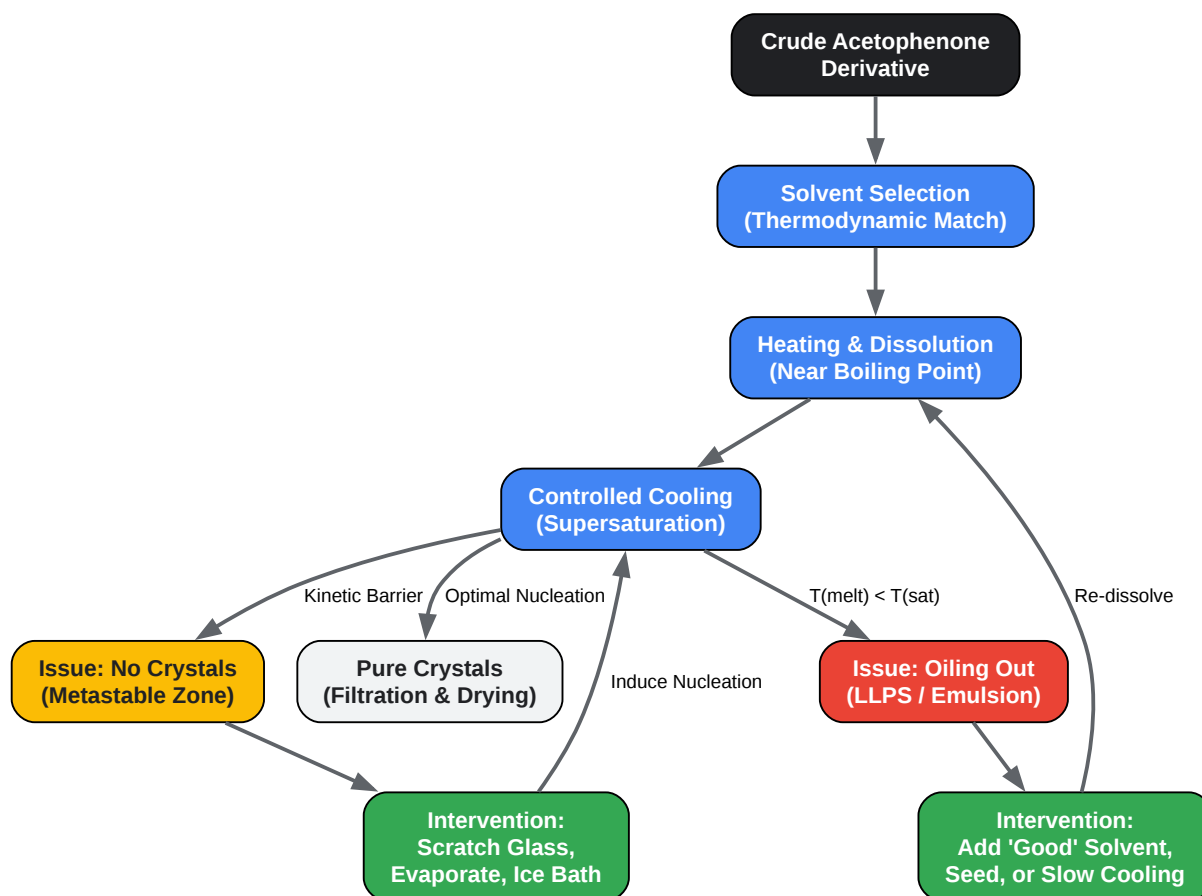 Crude Acetophenone
Derivative
Solvent Selection
(Thermodynamic Match)
Heating & Dissolution
(Near Boiling Point)
Controlled Cooling
(Supersaturation)
Kinetic Barrier
Optimal Nucleation
T(melt) < T(sat)
Re-dissolve
Issue: No Crystals
(Metastable Zone)
Pure Crystals
(Filtration & Drying)
Induce Nucleation
Issue: Oiling Out
(LLPS / Emulsion)
Intervention:
Scratch Glass,
Evaporate, Ice Bath
Intervention:
Add 'Good' Solvent,
Seed, or Slow Cooling